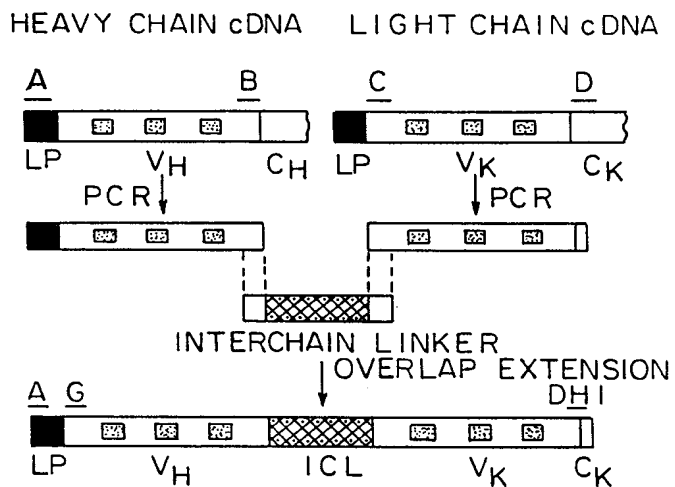 HEAVY CHAIN cDNA LIGHT CHAIN cDNA
A B C D
LP VH CH LP VK CK
PCR PCR
INTERCHAIN LINKER
OVERLAP EXTENSION
A G DHI
LP VH ICL VK CK